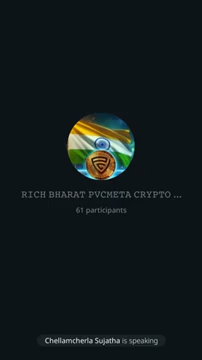 RICH BHARAT PVCMETA CRYPTO ...
61 participants
Chellamcherla Sujatha is speaking